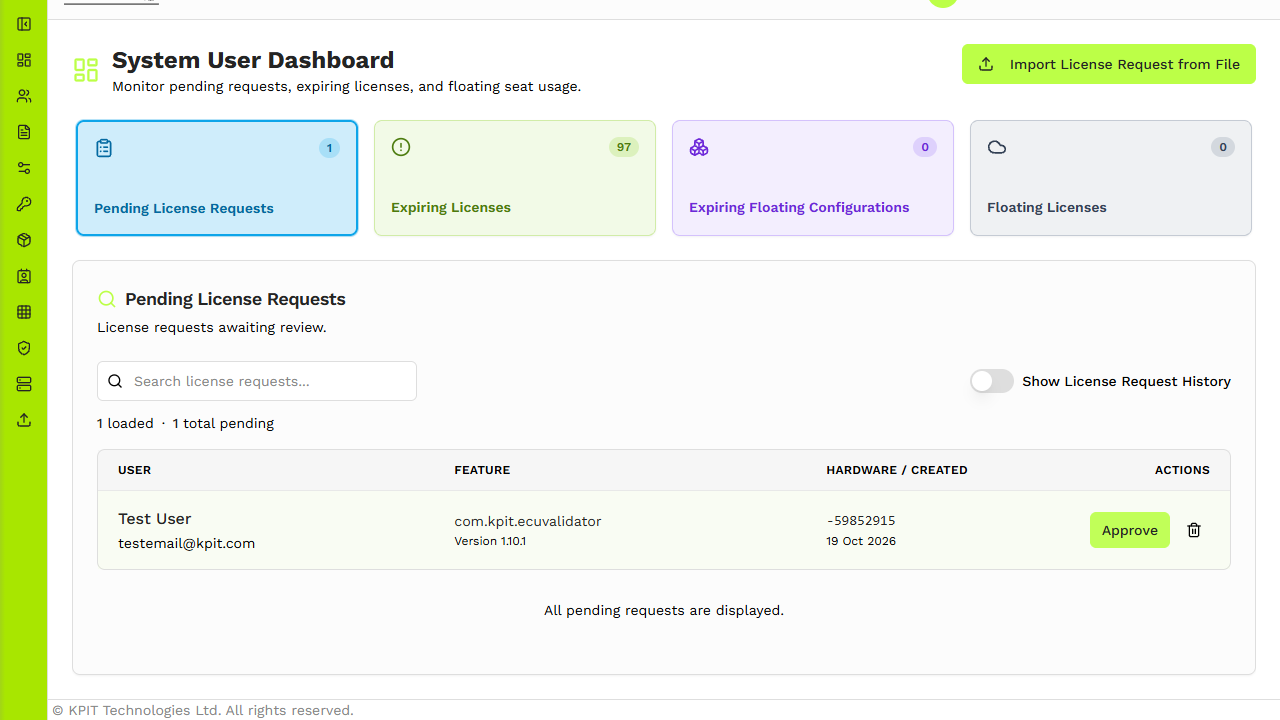 System User Dashboard
Monitor pending requests, expiring licenses, and floating seat usage.
Import License Request from File
1
Pending License Requests
97
Expiring Licenses
0
Expiring Floating Configurations
0
Floating Licenses
Pending License Requests
License requests awaiting review.
Search license requests...
Show License Request History
1 loaded · 1 total pending
USER FEATURE HARDWARE / CREATED ACTIONS
Test User com.kpit.ecuvalidator -59852915 Approve
testemail@kpit.com Version 1.10.1 19 Oct 2026
All pending requests are displayed.
© KPIT Technologies Ltd. All rights reserved.